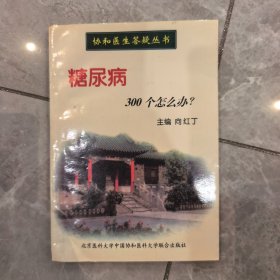 协和医生答疑丛书
糖尿病
300个怎么办?
主编 向红丁
北京医科大学中国协和医科大学联合出版社